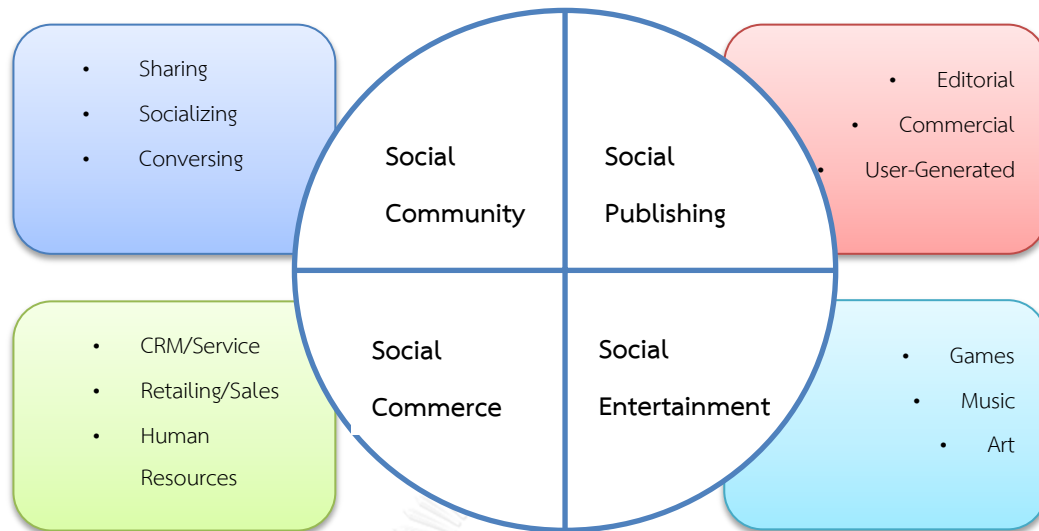 • Sharing
• Socializing
• Conversing
Social
Community
Social
Publishing
• Editorial
• Commercial
• User-Generated
• CRM/Service
• Retailing/Sales
• Human
Resources
Social
Commerce
Social
Entertainment
• Games
• Music
• Art